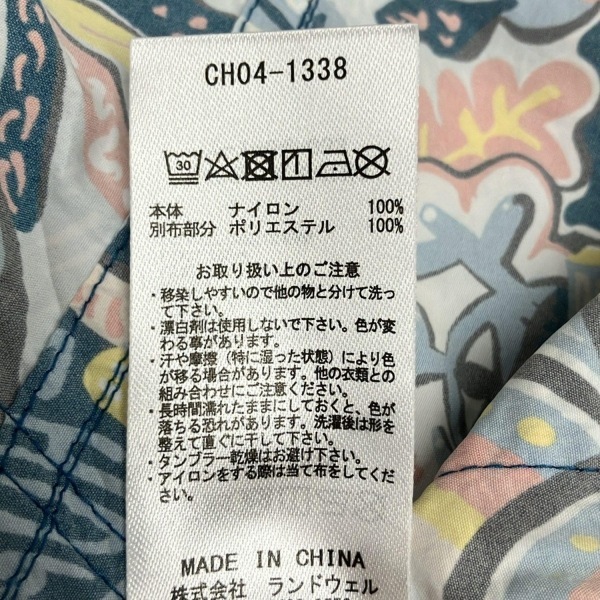 CH04-1338
30
本体 ナイロン 100%
別布部分 ポリエステル 100%
お取り扱い上のご注意
・移染しやすいので他の物と分けて洗っ
て下さい。
・漂白剤は使用しないで下さい。色が変
わる事があります。
・汗や摩擦（特に湿った状態）により色
が移る場合があります。他の衣類との
組み合わせにご注意ください。
・長時間濡れたままにしておくと、色が
落ちる恐れがあります。洗濯後は形を
整えて直ぐに干して下さい。
・タンブラー乾燥はお避け下さい。
・アイロンをする際は当て布をしてくだ
さい。
MADE IN CHINA
株式会社 ランドウェル